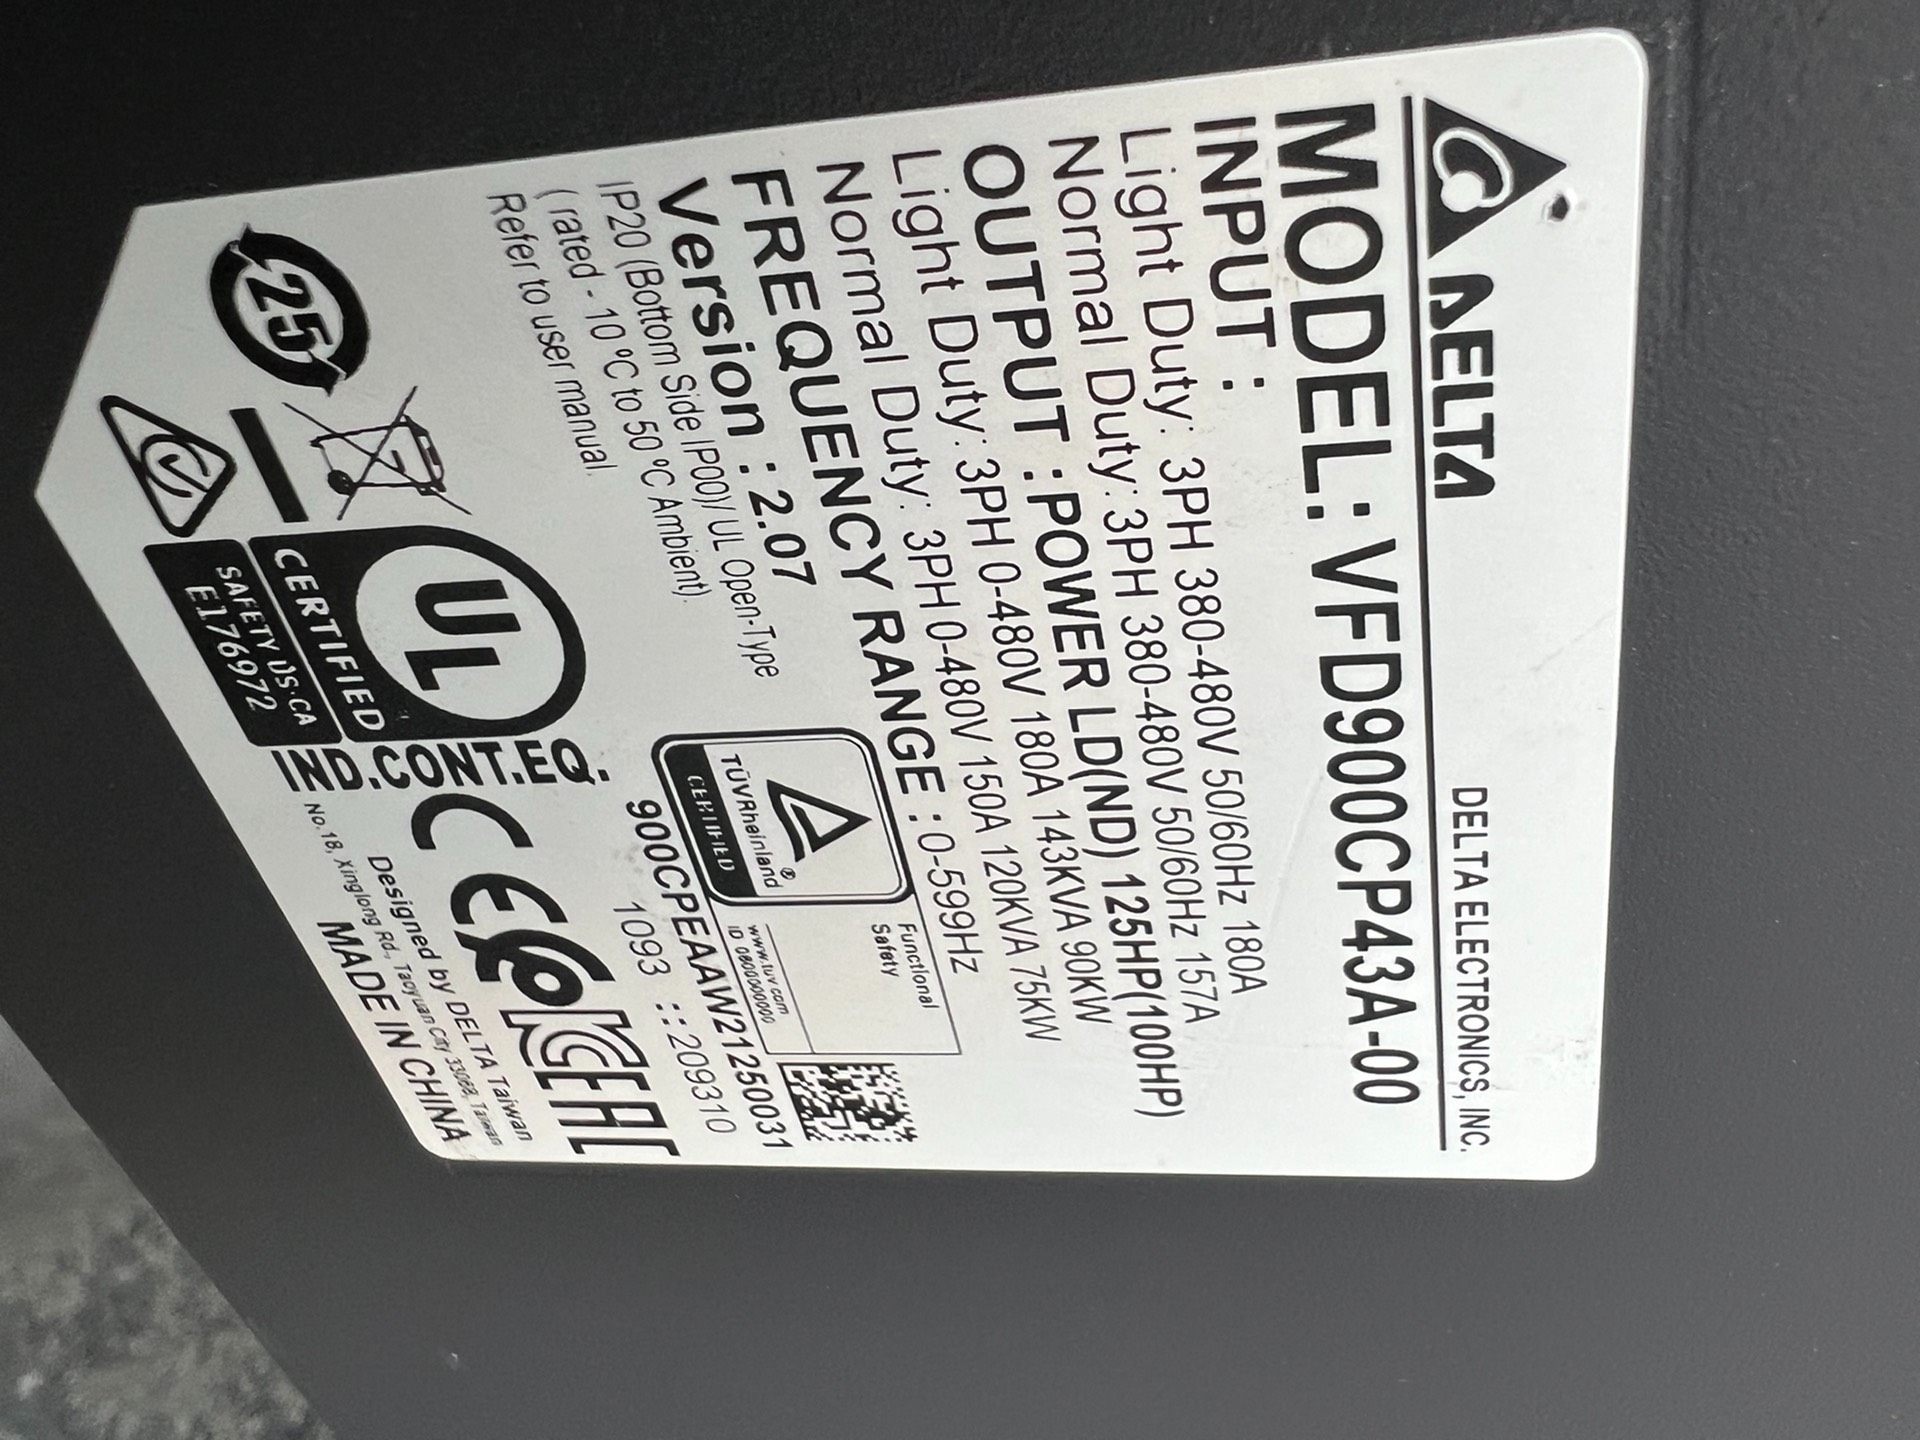 DELTA
DELTA ELECTRONICS, INC.
MODEL: VFD900CP43A-00
INPUT :
Light Duty: 3PH 380-480V 50/60Hz 180A
Normal Duty: 3PH 380-480V 50/60Hz 157A
OUTPUT : POWER LD(ND) 125HP(100HP)
Light Duty: 3PH 0-480V 180A 143KVA 90KW
Normal Duty: 3PH 0-480V 150A 120KVA 75KW
FREQUENCY RANGE : 0-599Hz
Version : 2.07
IP20 (Bottom Side IP00)/ UL Open-Type
( rated - 10 °C to 50 °C Ambient).
Refer to user manual
TÜVRheinland®
CERTIFIED
Functional
Safety
www.tuv.com
ID 0600000000
900CPEAAW21250031
1093 :::209310
25
UL
CERTIFIED
SAFETY US·CA
E176972
IND.CONT.EQ.
CE
EAC
Designed by DELTA Taiwan
No.18, Xinglong Rd., Taoyuan City 33068, Taiwan
MADE IN CHINA